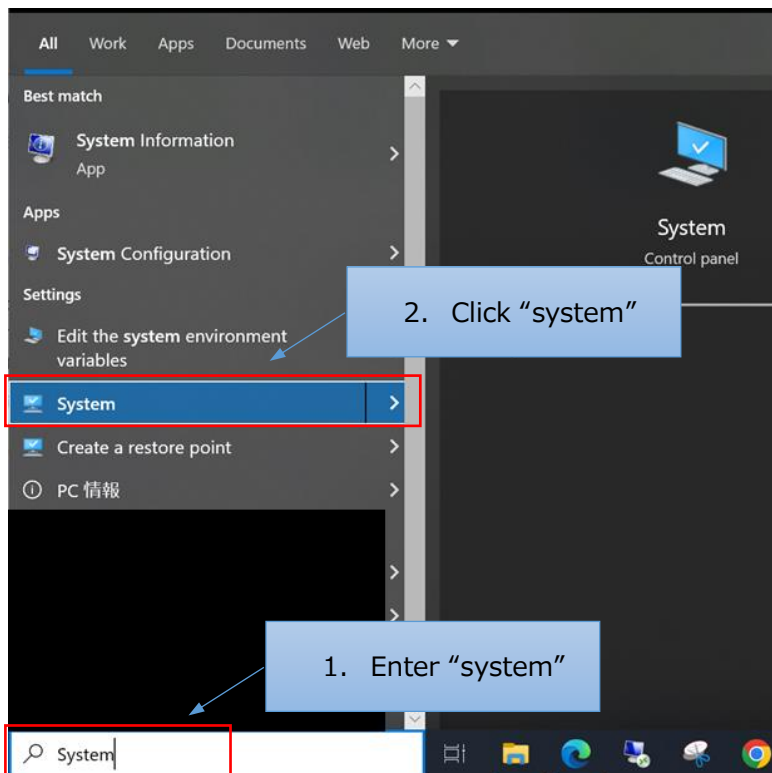 All Work Apps Documents Web More
Best match
System Information
App
Apps
System Configuration
Settings
Edit the system environment
variables
System
Create a restore point
PC 情報
System
Control panel
2. Click “system”
1. Enter “system”
System